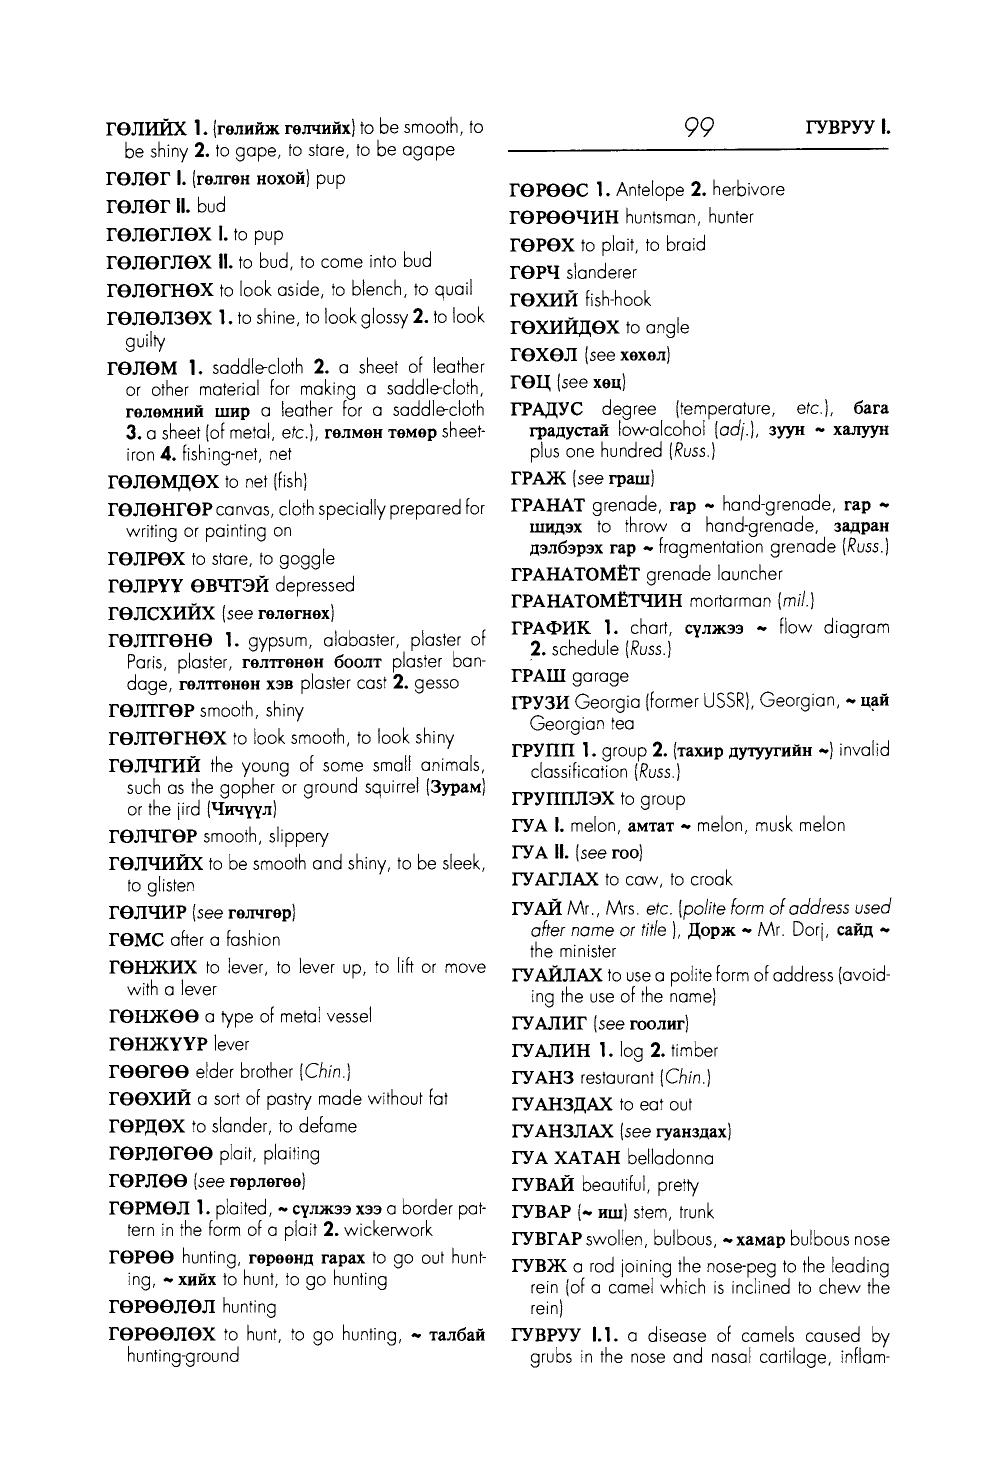 ГӨЛИЙХ 1. (гөлийж гөлчийх) to be smooth, to
be shiny 2. to gape, to stare, to be agape
ГӨЛӨГ I. (гөлгөн нохой) pup
ГӨЛӨГ II. bud
ГӨЛӨГЛӨХ I. to pup
ГӨЛӨГЛӨХ II. to bud, to come into bud
ГӨЛӨГНӨХ to look aside, to blench, to quail
ГӨЛӨЛЗӨХ 1. to shine, to look glossy 2. to look
guilty
ГӨЛӨМ 1. saddle-cloth 2. a sheet of leather
or other material for making a saddle-cloth,
гөлөмний шир a leather for a saddle-cloth
3. a sheet (of metal, etc.), гөлмөн төмөр sheet-
iron 4. fishing-net, net
ГӨЛӨМДӨХ to net (fish)
ГӨЛӨНГӨР canvas, cloth specially prepared for
writing or painting on
ГӨЛРӨХ to stare, to goggle
ГӨЛРҮҮ ӨВЧТЭЙ depressed
ГӨЛСХИЙХ (see гөлөгнөх)
ГӨЛТГӨНӨ 1. gypsum, alabaster, plaster of
Paris, plaster, гөлтгөнөн боолт plaster ban-
dage, гөлтгөнөн хэв plaster cast 2. gesso
ГӨЛТГӨР smooth, shiny
ГӨЛТӨГНӨХ to look smooth, to look shiny
ГӨЛЧГИЙ the young of some small animals,
such as the gopher or ground squirrel (Зурам)
or the jird (Чичүүл)
ГӨЛЧГӨР smooth, slippery
ГӨЛЧИЙХ to be smooth and shiny, to be sleek,
to glisten
ГӨЛЧИР (see гөлчгөр)
ГӨМС after a fashion
ГӨНЖИХ to lever, to lever up, to lift or move
with a lever
ГӨНЖӨӨ a type of metal vessel
ГӨНЖҮҮР lever
ГӨӨГӨӨ elder brother (Chin.)
ГӨӨХИЙ a sort of pastry made without fat
ГӨРДӨХ to slander, to defame
ГӨРЛӨГӨӨ plait, plaiting
ГӨРЛӨӨ (see гөрлөгөө)
ГӨРМӨЛ 1. plaited, ~ сүлжээ хээ a border pat-
tern in the form of a plait 2. wickerwork
ГӨРӨӨ hunting, гөрөөнд гарах to go out hunt-
ing, ~ хийх to hunt, to go hunting
ГӨРӨӨЛӨЛ hunting
ГӨРӨӨЛӨХ to hunt, to go hunting, ~ талбай
hunting-ground
99 ГУВРУУ I.
ГӨРӨӨС 1. Antelope 2. herbivore
ГӨРӨӨЧИН huntsman, hunter
ГӨРӨХ to plait, to braid
ГӨРЧ slanderer
ГӨХИЙ fish-hook
ГӨХИЙДӨХ to angle
ГӨХӨЛ (see хөхөл)
ГӨЦ (see хөц)
ГРАДУС degree (temperature, etc.), бага
градустай low-alcohol (adj.), зуун ~ халуун
plus one hundred (Russ.)
ГРАЖ (see граш)
ГРАНАТ grenade, гар ~ hand-grenade, гар ~
шидэх to throw a hand-grenade, задран
дэлбэрэх гар ~ fragmentation grenade (Russ.)
ГРАНАТОМЁТ grenade launcher
ГРАНАТОМЁТЧИН mortarman (mil.)
ГРАФИК 1. chart, сүлжээ ~ flow diagram
2. schedule (Russ.)
ГРАШ garage
ГРУЗИ Georgia (former USSR), Georgian, ~ цай
Georgian tea
ГРУПП 1. group 2. (тахир дутуугийн ~) invalid
classification (Russ.)
ГРУППЛЭХ to group
ГУА I. melon, амтат ~ melon, musk melon
ГУА II. (see гоо)
ГУАГЛАХ to caw, to croak
ГУАЙ Mr., Mrs. etc. (polite form of address used
after name or title ), Дорж ~ Mr. Dorj, сайд ~
the minister
ГУАЙЛАХ to use a polite form of address (avoid-
ing the use of the name)
ГУАЛИГ (see гоолиг)
ГУАЛИН 1. log 2. timber
ГУАНЗ restaurant (Chin.)
ГУАНЗДАХ to eat out
ГУАНЗЛАХ (see гуанздах)
ГУА ХАТАН belladonna
ГУВАЙ beautiful, pretty
ГУВАР (~ иш) stem, trunk
ГУВГАР swollen, bulbous, ~ хамар bulbous nose
ГУВЖ a rod joining the nose-peg to the leading
rein (of a camel which is inclined to chew the
rein)
ГУВРУУ I.1. a disease of camels caused by
grubs in the nose and nasal cartilage, inflam-